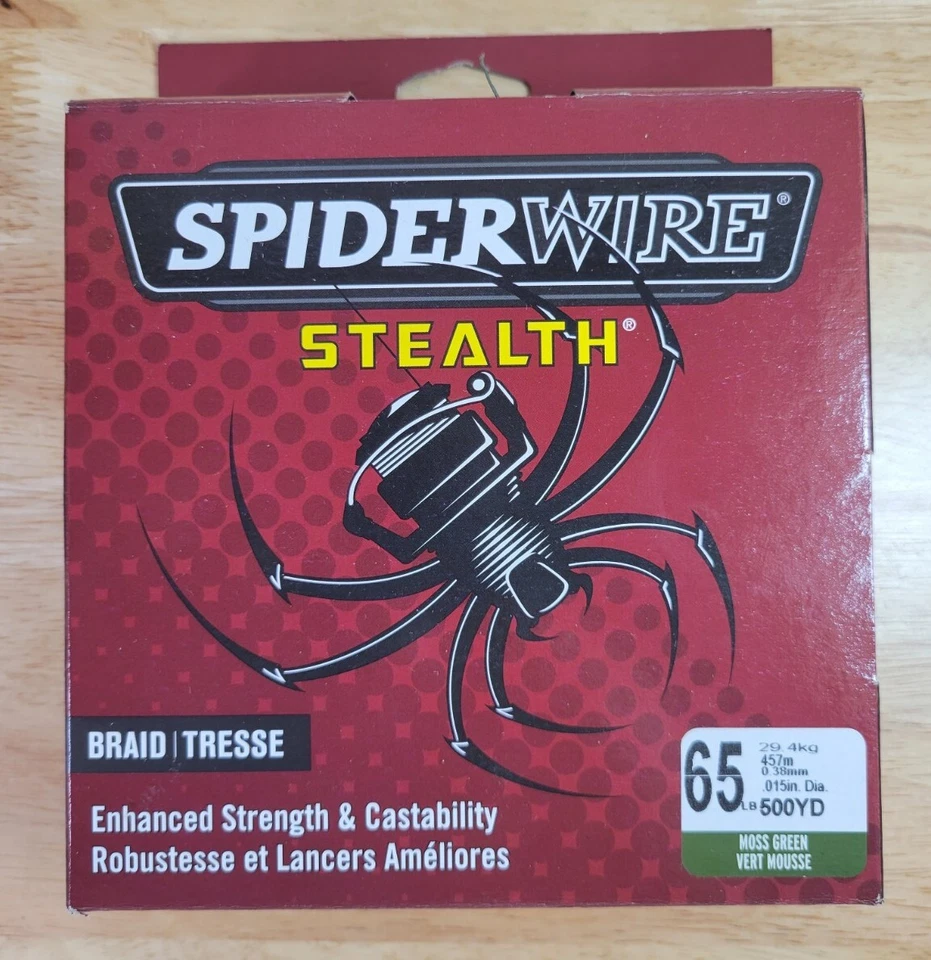 SPIDERWIRE®
STEALTH®
BRAID | TRESSE
Enhanced Strength & Castability
Robustesse et Lancers Améliores
65 LB
29.4kg
457m
0.38mm
.015in. Dia.
500YD
MOSS GREEN
VERT MOUSSE